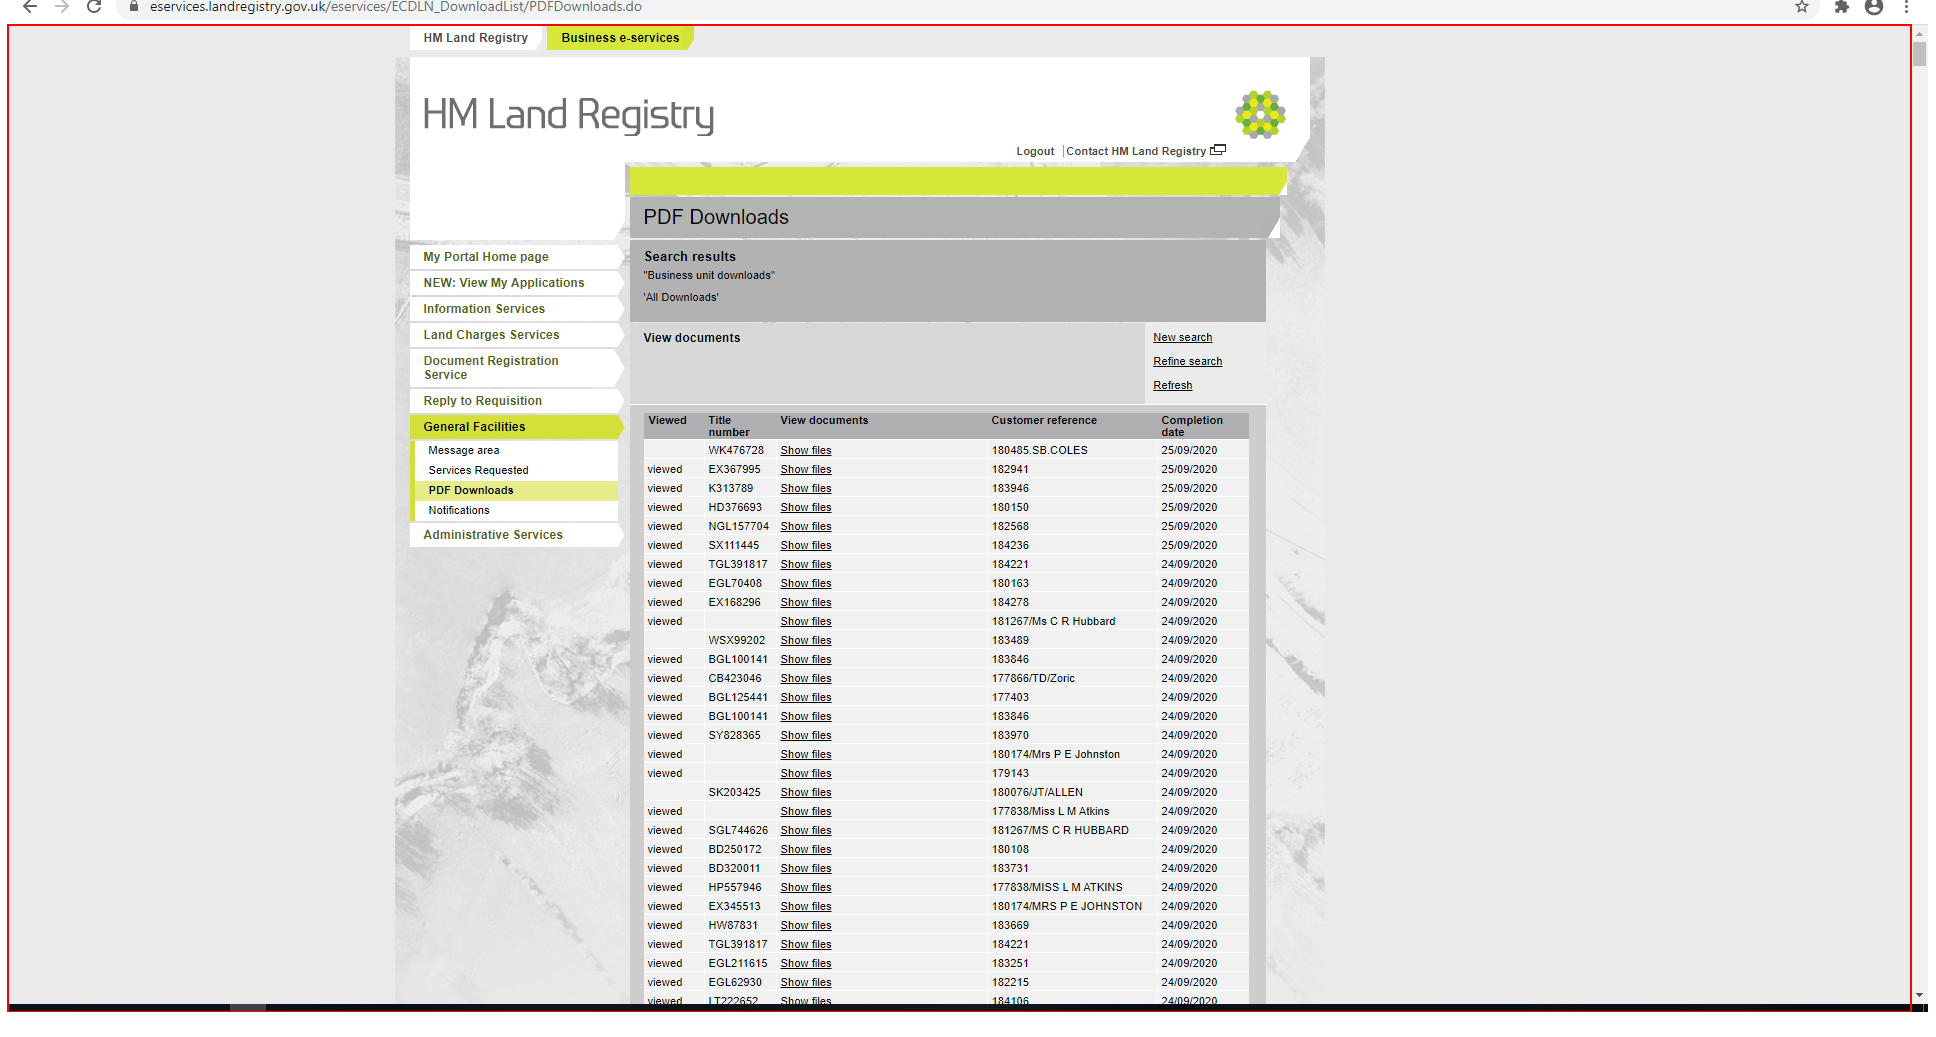 eservices.landregistry.gov.uk/eservices/ECDLN_DownloadList/PDFDownloads.do
HM Land Registry Business e-services
HM Land Registry
Logout | Contact HM Land Registry
PDF Downloads
My Portal Home page
NEW: View My Applications
Information Services
Land Charges Services
Document Registration
Service
Reply to Requisition
General Facilities
Message area
Services Requested
PDF Downloads
Notifications
Administrative Services
Search results
"Business unit downloads"
'All Downloads'
View documents
New search
Refine search
Refresh
Viewed Title number View documents Customer reference Completion date
WK476728 Show files 180485.SB.COLES 25/09/2020
viewed EX367995 Show files 182941 25/09/2020
viewed K313789 Show files 183946 25/09/2020
viewed HD376693 Show files 180150 25/09/2020
viewed NGL157704 Show files 182568 25/09/2020
viewed SX111445 Show files 184236 25/09/2020
viewed TGL391817 Show files 184221 24/09/2020
viewed EGL70408 Show files 180163 24/09/2020
viewed EX168296 Show files 184278 24/09/2020
viewed Show files 181267/Ms C R Hubbard 24/09/2020
WSX99202 Show files 183489 24/09/2020
viewed BGL100141 Show files 183846 24/09/2020
viewed CB423046 Show files 177866/TD/Zoric 24/09/2020
viewed BGL125441 Show files 177403 24/09/2020
viewed BGL100141 Show files 183846 24/09/2020
viewed SY828365 Show files 183970 24/09/2020
viewed Show files 180174/Mrs P E Johnston 24/09/2020
viewed Show files 179143 24/09/2020
SK203425 Show files 180076/JT/ALLEN 24/09/2020
viewed Show files 177838/Miss L M Atkins 24/09/2020
viewed SGL744626 Show files 181267/MS C R HUBBARD 24/09/2020
viewed BD250172 Show files 180108 24/09/2020
viewed BD320011 Show files 183731 24/09/2020
viewed HP557946 Show files 177838/MISS L M ATKINS 24/09/2020
viewed EX345513 Show files 180174/MRS P E JOHNSTON 24/09/2020
viewed HW87831 Show files 183669 24/09/2020
viewed TGL391817 Show files 184221 24/09/2020
viewed EGL211615 Show files 183251 24/09/2020
viewed EGL62930 Show files 182215 24/09/2020
viewed LT222652 Show files 184106 24/09/2020